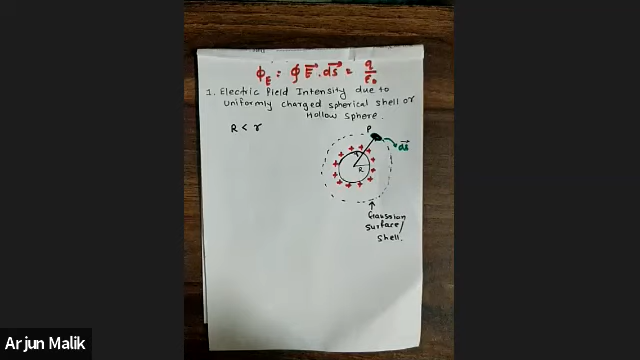 ϕE = ∮ E⃗ . ds⃗ = q/ε₀
1. Electric Field Intensity due to
uniformly charged spherical shell or
Hollow sphere.
R < r
P
ds⃗
r
R
Gaussian
surface/
shell.
Arjun Malik